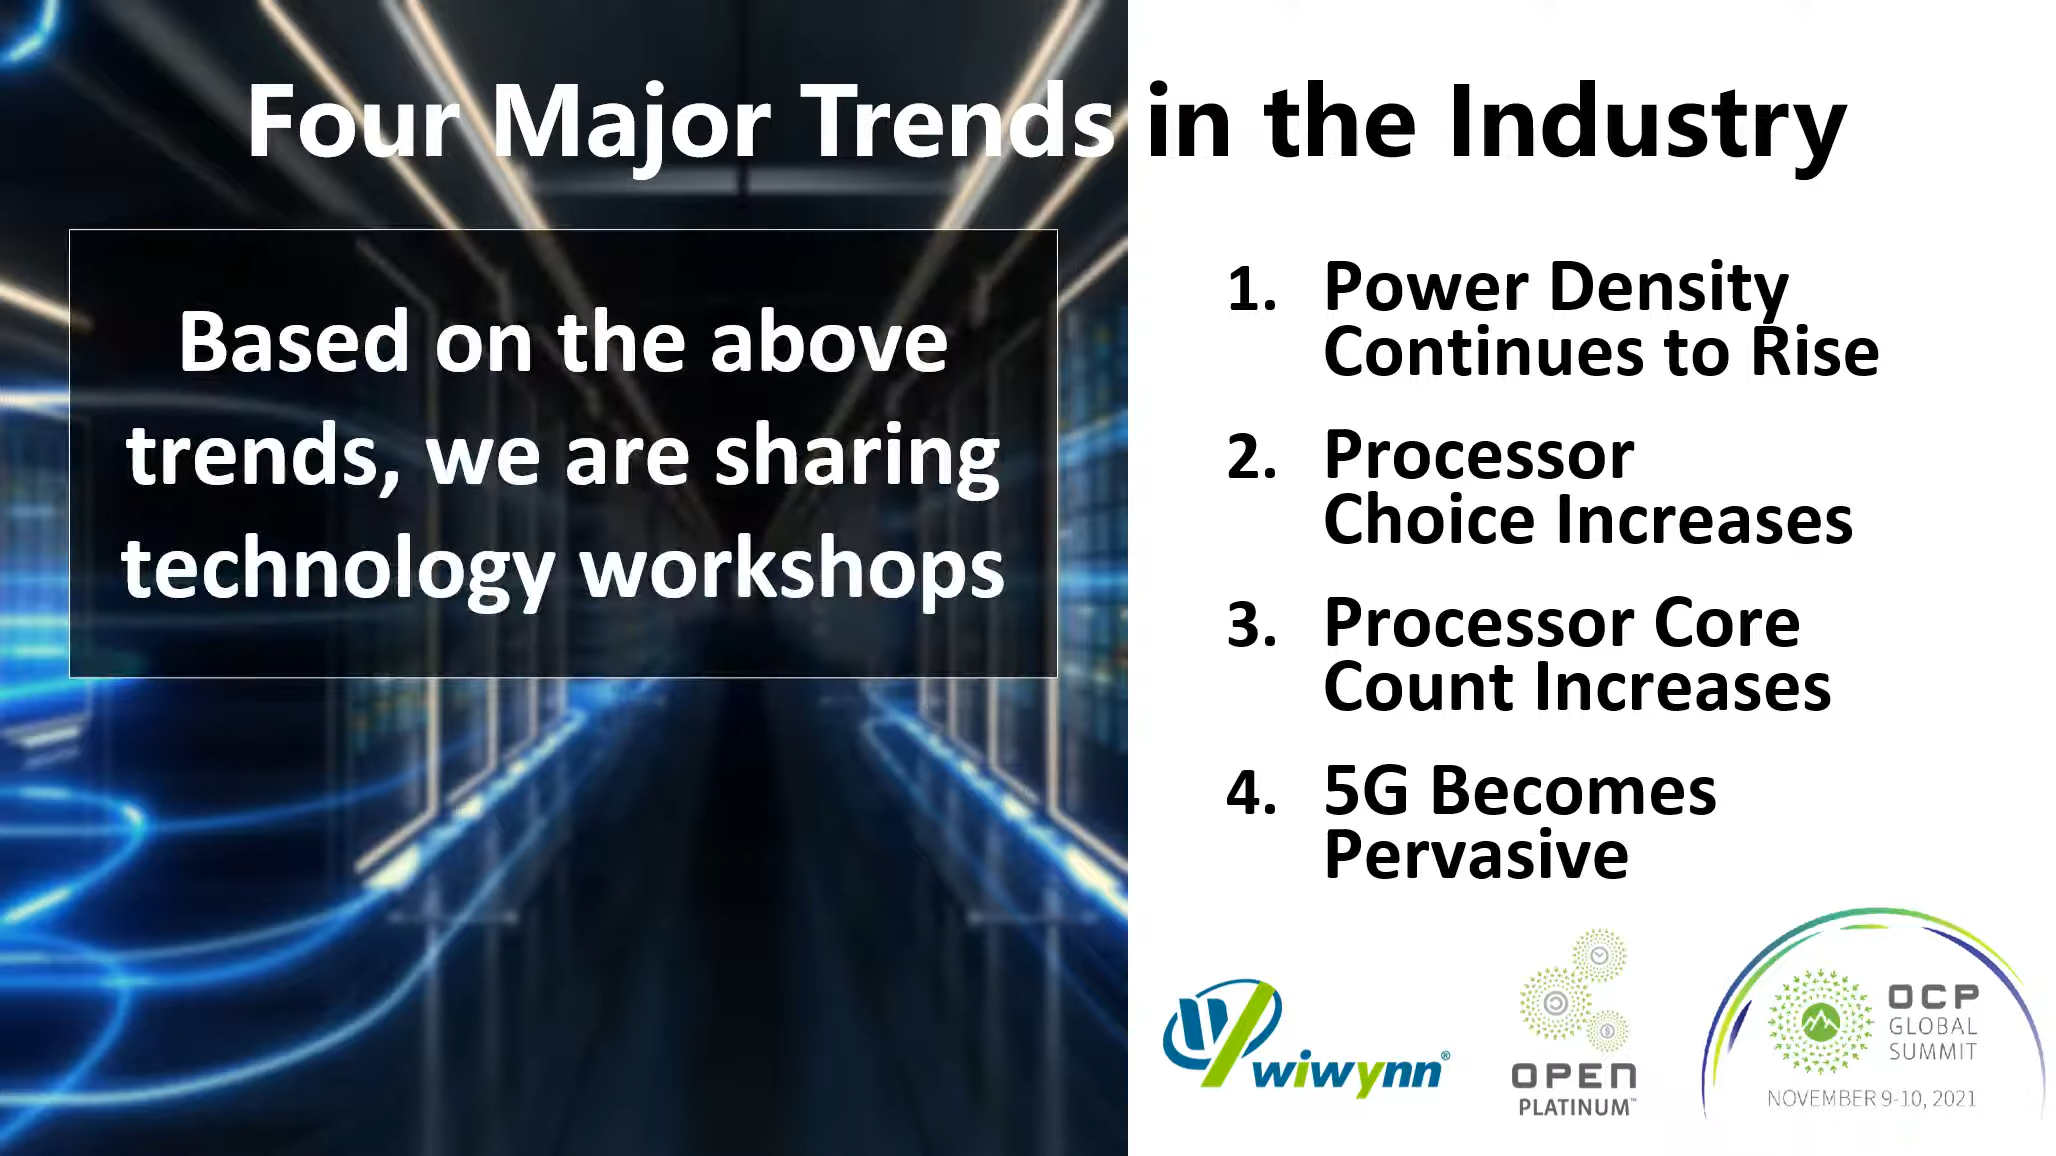 Four Major Trends in the Industry
Based on the above
trends, we are sharing
technology workshops
1. Power Density
Continues to Rise
2. Processor
Choice Increases
3. Processor Core
Count Increases
4. 5G Becomes
Pervasive
wiwynn®
OPEN
PLATINUM™
OCP
GLOBAL
SUMMIT
NOVEMBER 9-10, 2021